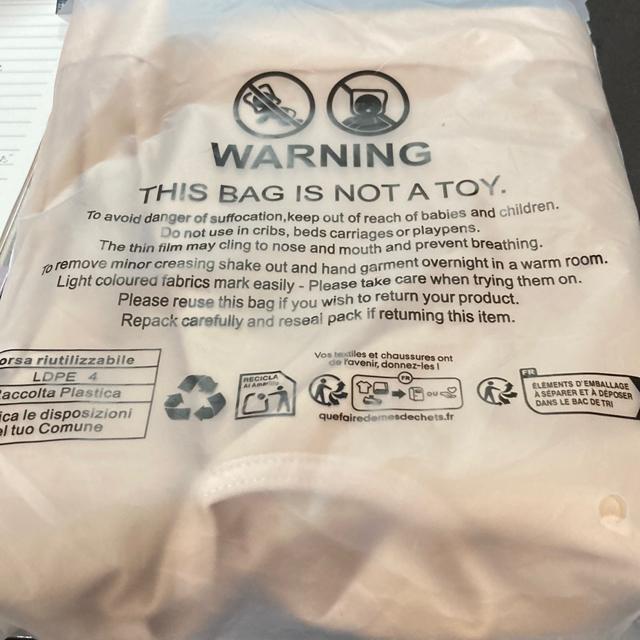 WARNING
THIS BAG IS NOT A TOY.
To avoid danger of suffocation,keep out of reach of babies and children.
Do not use in cribs, beds carriages or playpens.
The thin film may cling to nose and mouth and prevent breathing.
To remove minor creasing shake out and hand garment overnight in a warm room.
Light coloured fabrics mark easily - Please take care when trying them on.
Please reuse this bag if you wish to return your product.
Repack carefully and reseal pack if returning this item.
orsa riutilizzabile
LDPE 4
Raccolta Plastica
ica le disposizioni
el tuo Comune
RECICLA
Al Amarillo
Vos textiles et chaussures ont
de l'avenir, donnez-les !
FR
OU
quefairedemesdechets.fr
FR
ÉLÉMENTS D'EMBALLAGE
À SÉPARER ET À DÉPOSER
DANS LE BAC DE TRI